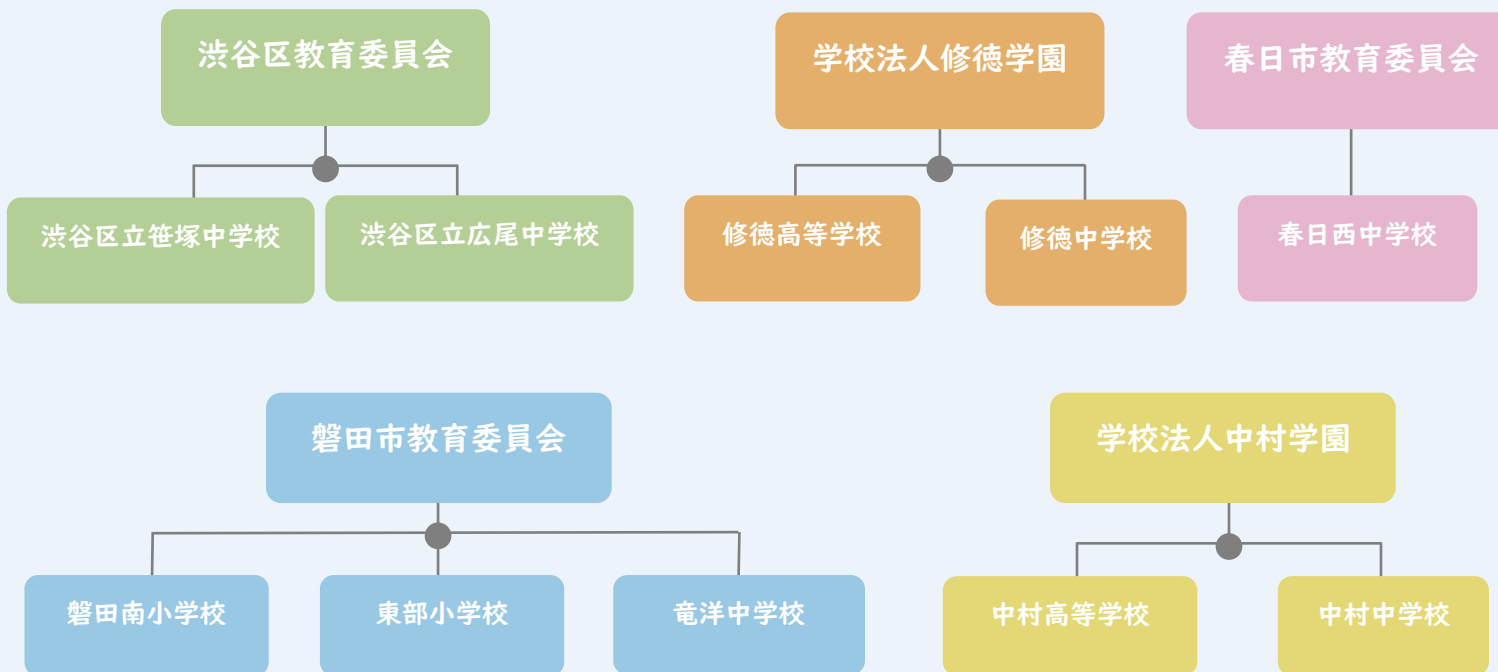 渋谷区教育委員会
学校法人修徳学園
春日市教育委員会
渋谷区立笹塚中学校
渋谷区立広尾中学校
修徳高等学校
修徳中学校
春日西中学校
磐田市教育委員会
学校法人中村学園
磐田南小学校
東部小学校
竜洋中学校
中村高等学校
中村中学校